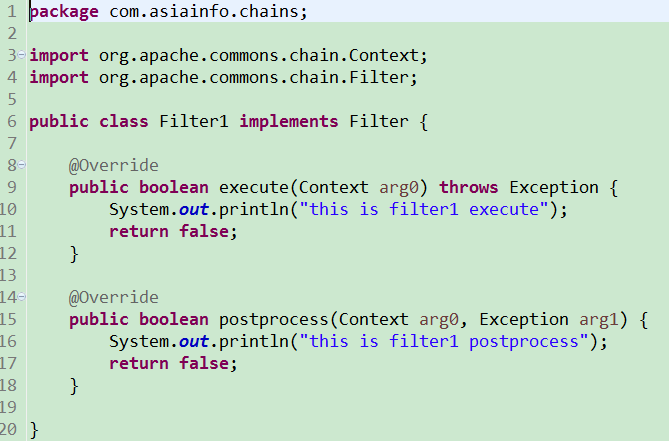 1 package com.asiainfo.chains;
2
3 import org.apache.commons.chain.Context;
4 import org.apache.commons.chain.Filter;
5
6 public class Filter1 implements Filter {
7
8     @Override
9     public boolean execute(Context arg0) throws Exception {
10         System.out.println("this is filter1 execute");
11         return false;
12     }
13
14     @Override
15     public boolean postprocess(Context arg0, Exception arg1) {
16         System.out.println("this is filter1 postprocess");
17         return false;
18     }
19
20 }